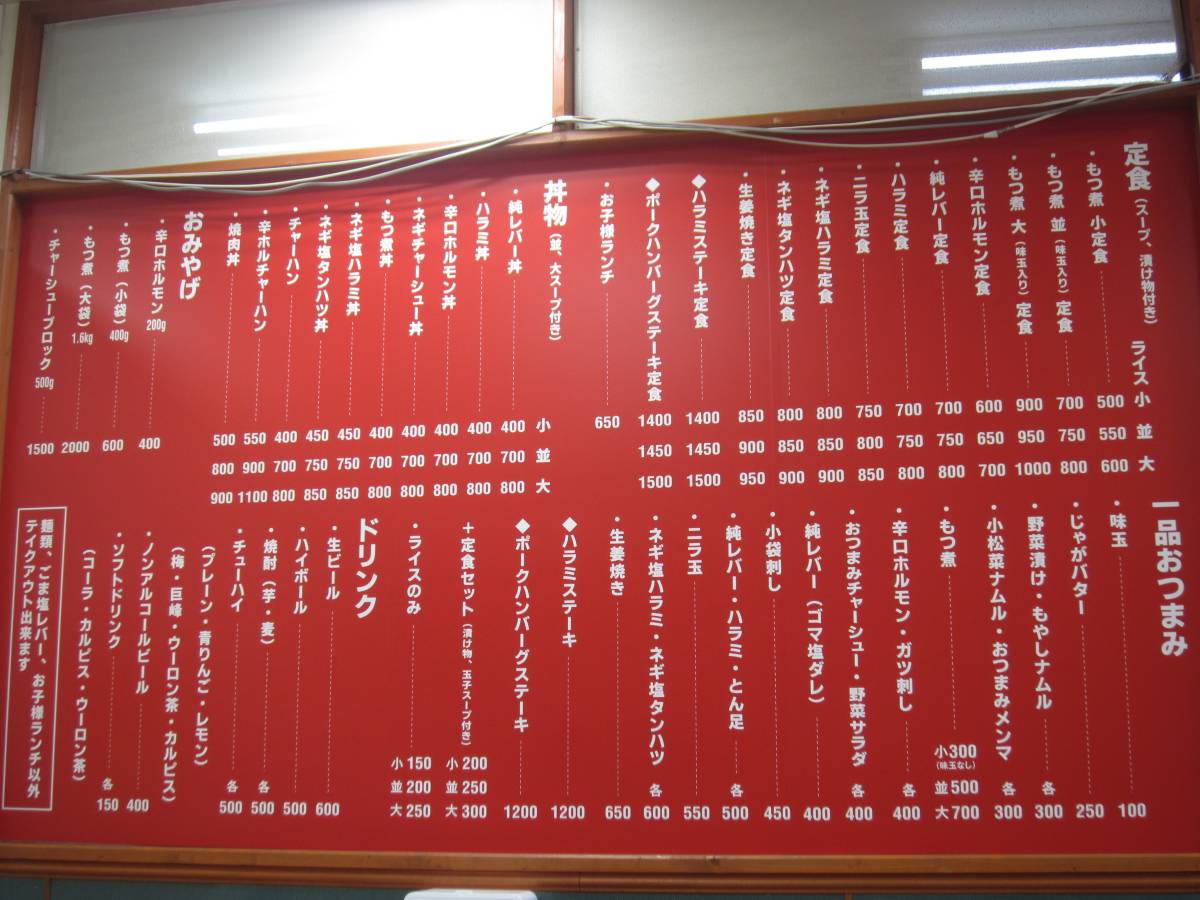 定食（スープ、漬け物付き） ライス 小 並 大
・もつ煮 小定食 500 550 600
・もつ煮 並（味玉入り）定食 700 750 800
・もつ煮 大（味玉入り）定食 900 950 1000
・辛口ホルモン定食 600 650 700
・純レバー定食 700 750 800
・ハラミ定食 700 750 800
・ニラ玉定食 750 800 850
・ネギ塩ハラミ定食 800 850 900
・ネギ塩タンハツ定食 800 850 900
・生姜焼き定食 850 900 950
◆ハラミステーキ定食 1400 1450 1500
◆ポークハンバーグステーキ定食 1400 1450 1500
・お子様ランチ 650
丼物（並、大スープ付き） 小 並 大
・純レバー丼 400 700 800
・ハラミ丼 400 700 800
・辛口ホルモン丼 400 700 800
・ネギチャーシュー丼 400 700 800
・もつ煮丼 400 700 800
・ネギ塩ハラミ丼 450 750 850
・ネギ塩タンハツ丼 450 750 850
・チャーハン 400 700 800
・辛ホルチャーハン 550 900 1100
・焼肉丼 500 800 900
おみやげ
・辛口ホルモン 200g 400
・もつ煮（小袋）400g 600
・もつ煮（大袋）1.6kg 2000
・チャーシューブロック 500g 1500
一品おつまみ
・味玉 100
・じゃがバター 250
・野菜漬け・もやしナムル 各300
・小松菜ナムル・おつまみメンマ 各300
・もつ煮 小300（味玉なし） 並500 大700
・辛口ホルモン・ガツ刺し 各400
・おつまみチャーシュー・野菜サラダ 各400
・純レバー（ゴマ塩ダレ） 400
・小袋刺し 450
・純レバー・ハラミ・とん足 各500
・ニラ玉 550
・ネギ塩ハラミ・ネギ塩タンハツ 各600
・生姜焼き 650
◆ハラミステーキ 1200
◆ポークハンバーグステーキ 1200
＋定食セット（漬け物、玉子スープ付き） 小200 並250 大300
・ライスのみ 小150 並200 大250
ドリンク
・生ビール 600
・ハイボール 500
・焼酎（芋・麦） 各500
・チューハイ 各500
（プレーン・青りんご・レモン）
（梅・巨峰・ウーロン茶・カルピス）
・ノンアルコールビール 400
・ソフトドリンク 各150
（コーラ・カルピス・ウーロン茶）
麺類、ごま塩レバー、お子様ランチ以外
テイクアウト出来ます